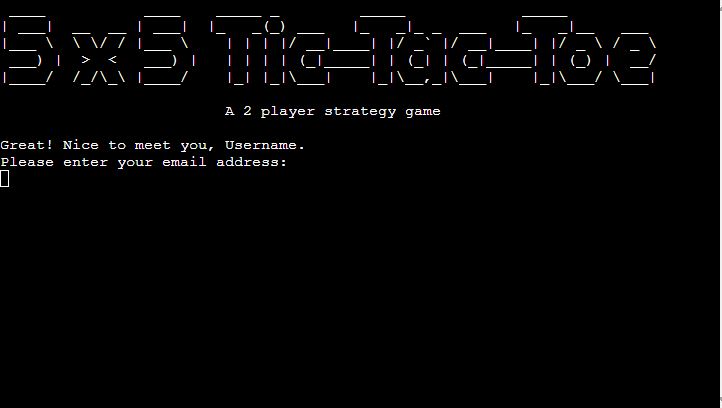 5x5 Tic-Tac-Toe
A 2 player strategy game
Great! Nice to meet you, Username.
Please enter your email address: